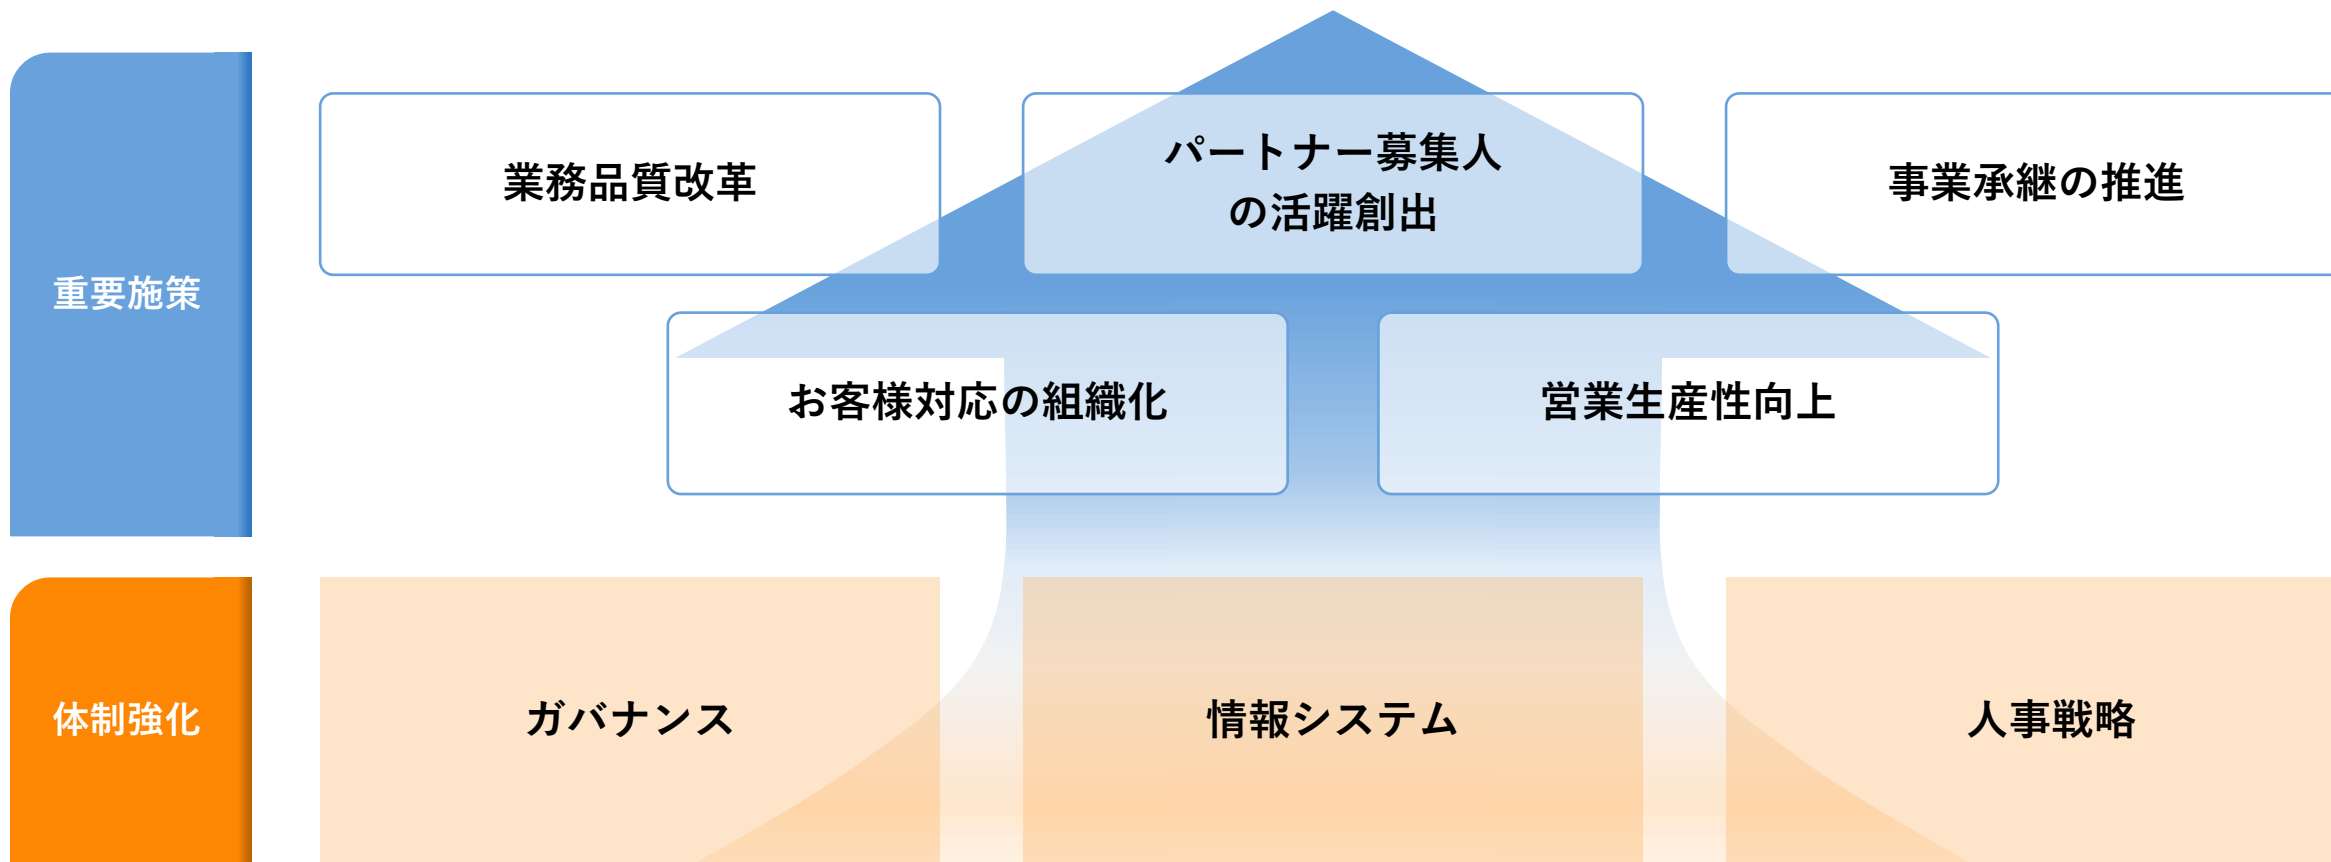 重要施策
業務品質改革
パートナー募集人
の活躍創出
事業承継の推進
お客様対応の組織化
営業生産性向上
体制強化
ガバナンス
情報システム
人事戦略